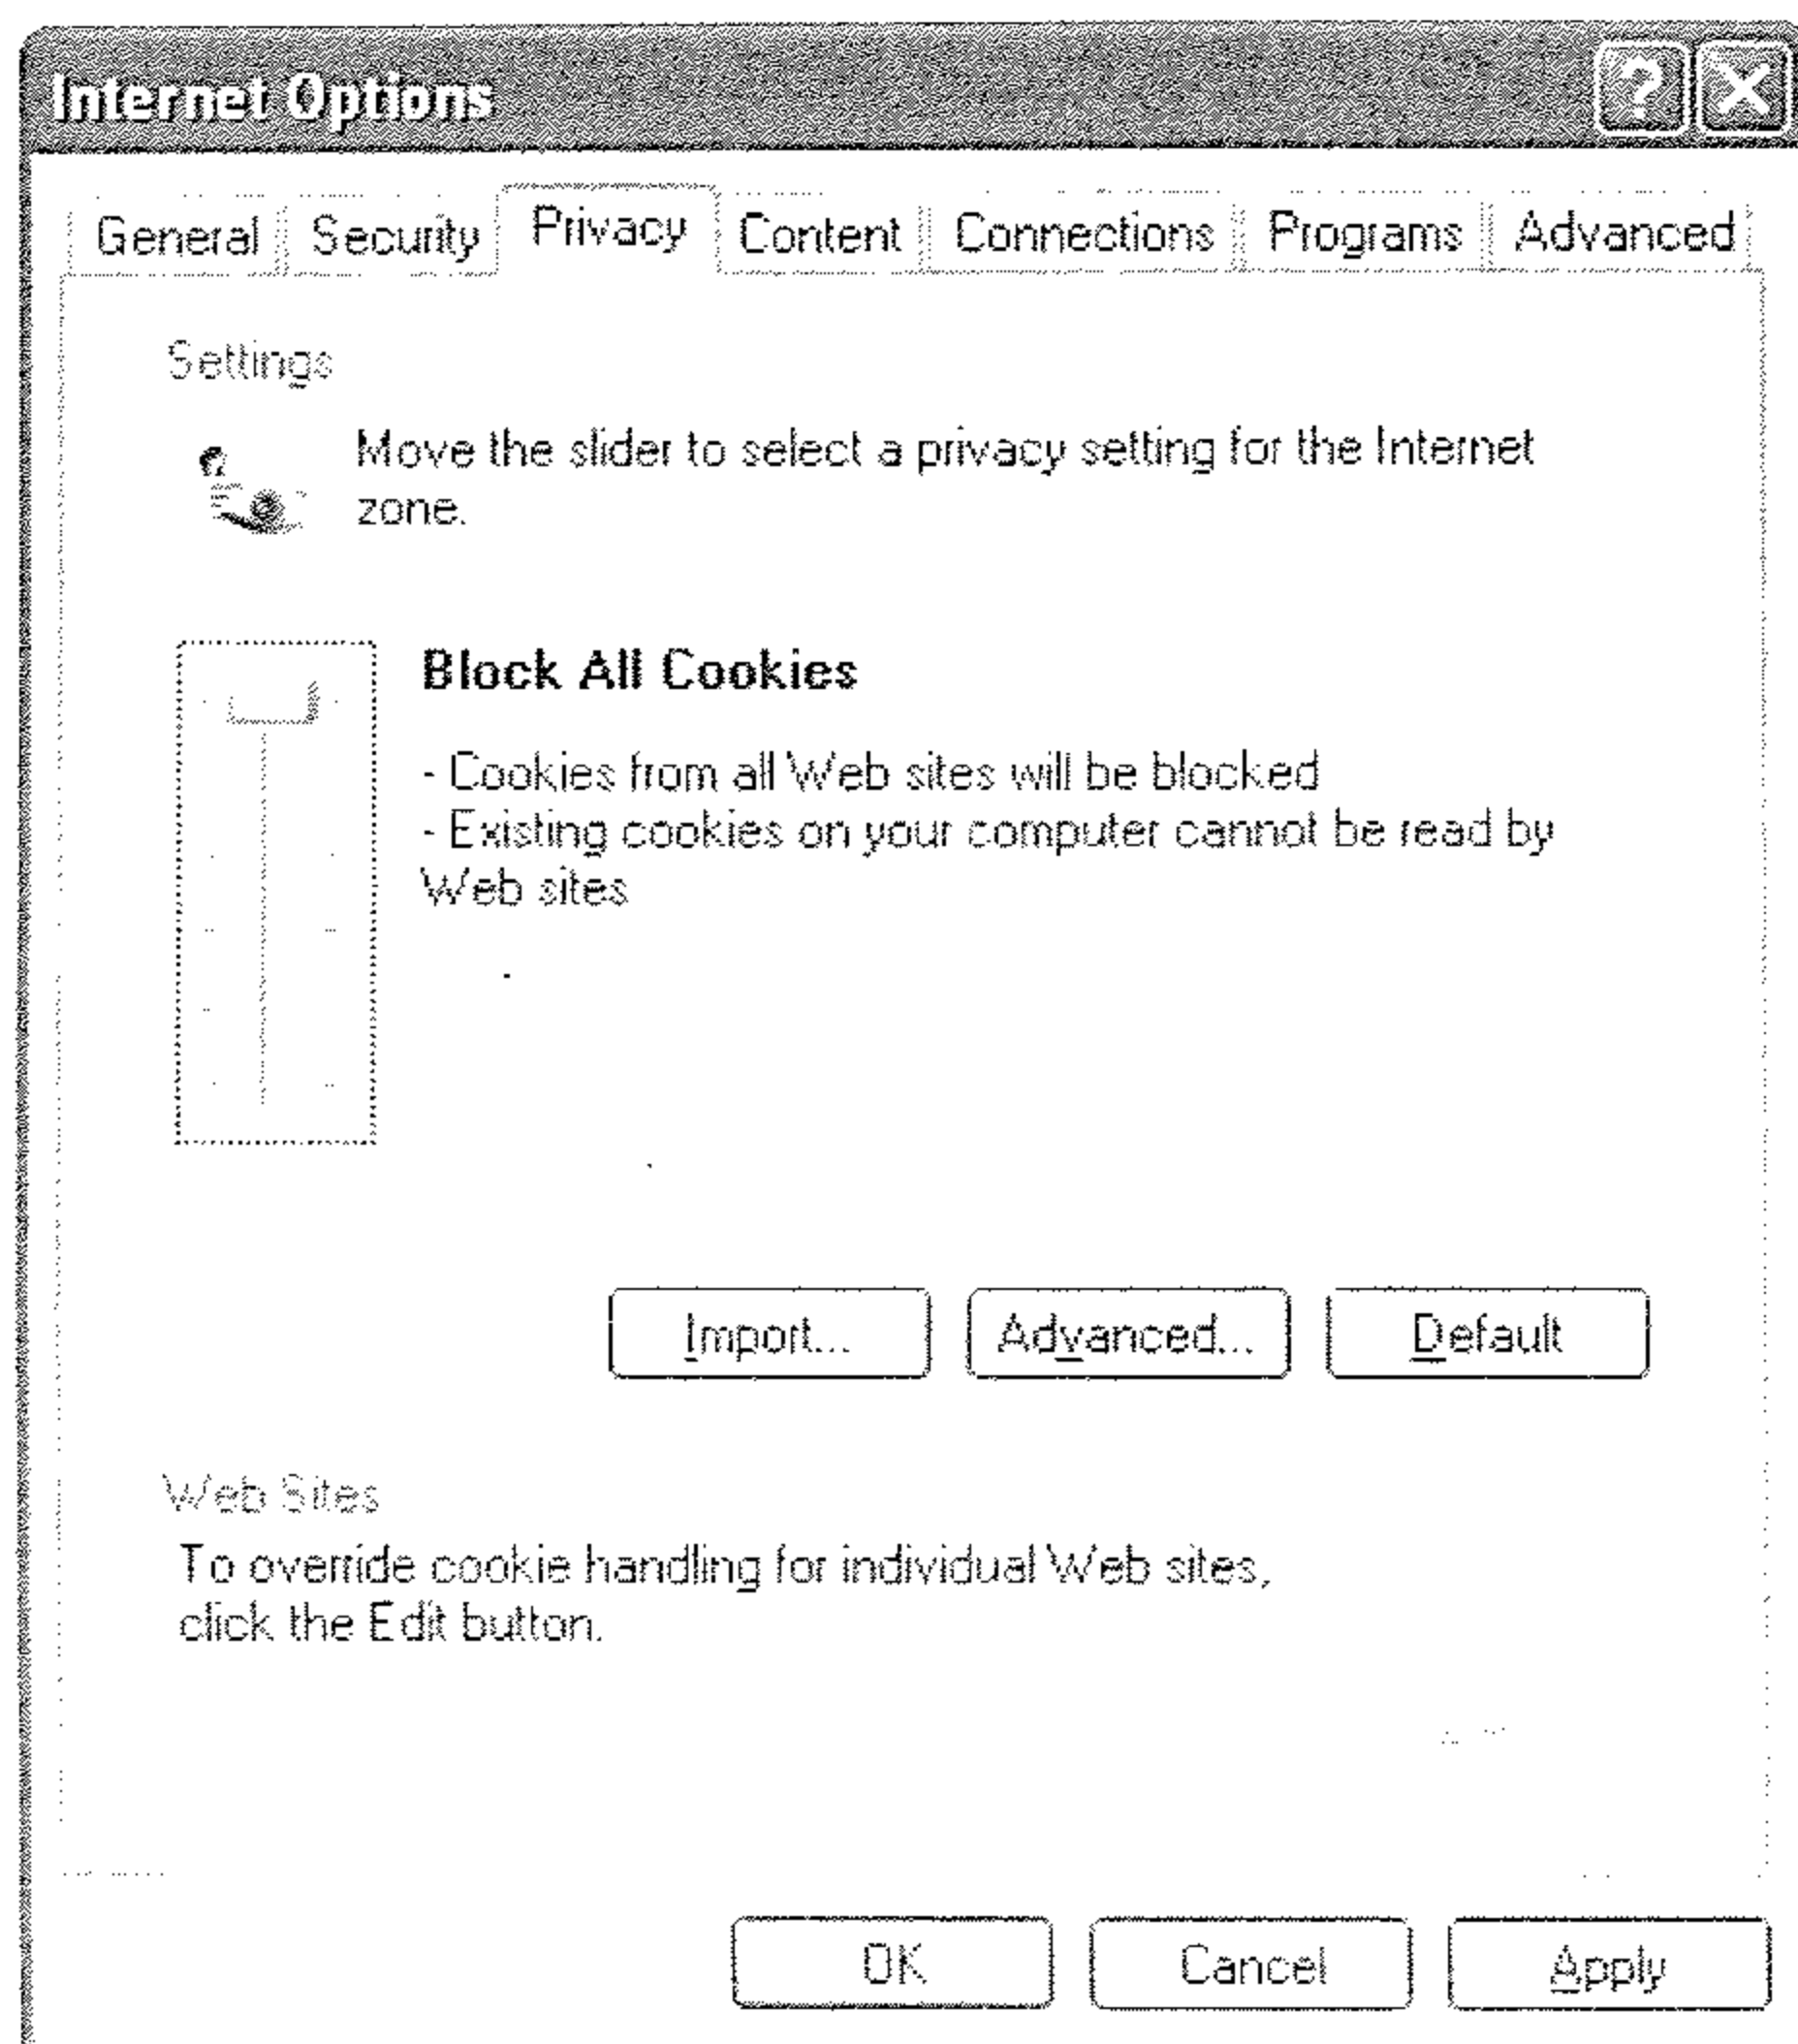 Internet Options
? X
General Security Privacy Content Connections Programs Advanced
Settings
Move the slider to select a privacy setting for the Internet
zone.
Block All Cookies
- Cookies from all Web sites will be blocked
- Existing cookies on your computer cannot be read by
Web sites
Import... Advanced... Default
Web Sites
To override cookie handling for individual Web sites,
click the Edit button.
OK Cancel Apply